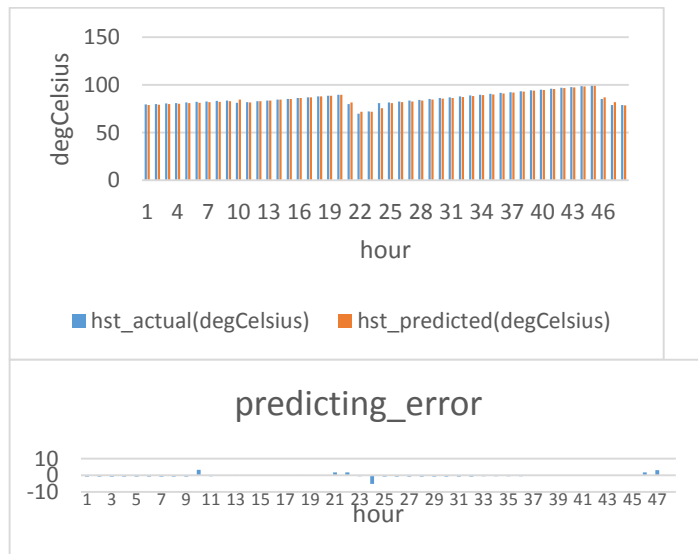 150
100
50
0
degCelsius
1 4 7 10 13 16 19 22 25 28 31 34 37 40 43 46
hour
hst_actual(degCelsius) hst_predicted(degCelsius)
predicting_error
10
0
-10
1 3 5 7 9 11 13 15 17 19 21 23 25 27 29 31 33 35 37 39 41 43 45 47
hour